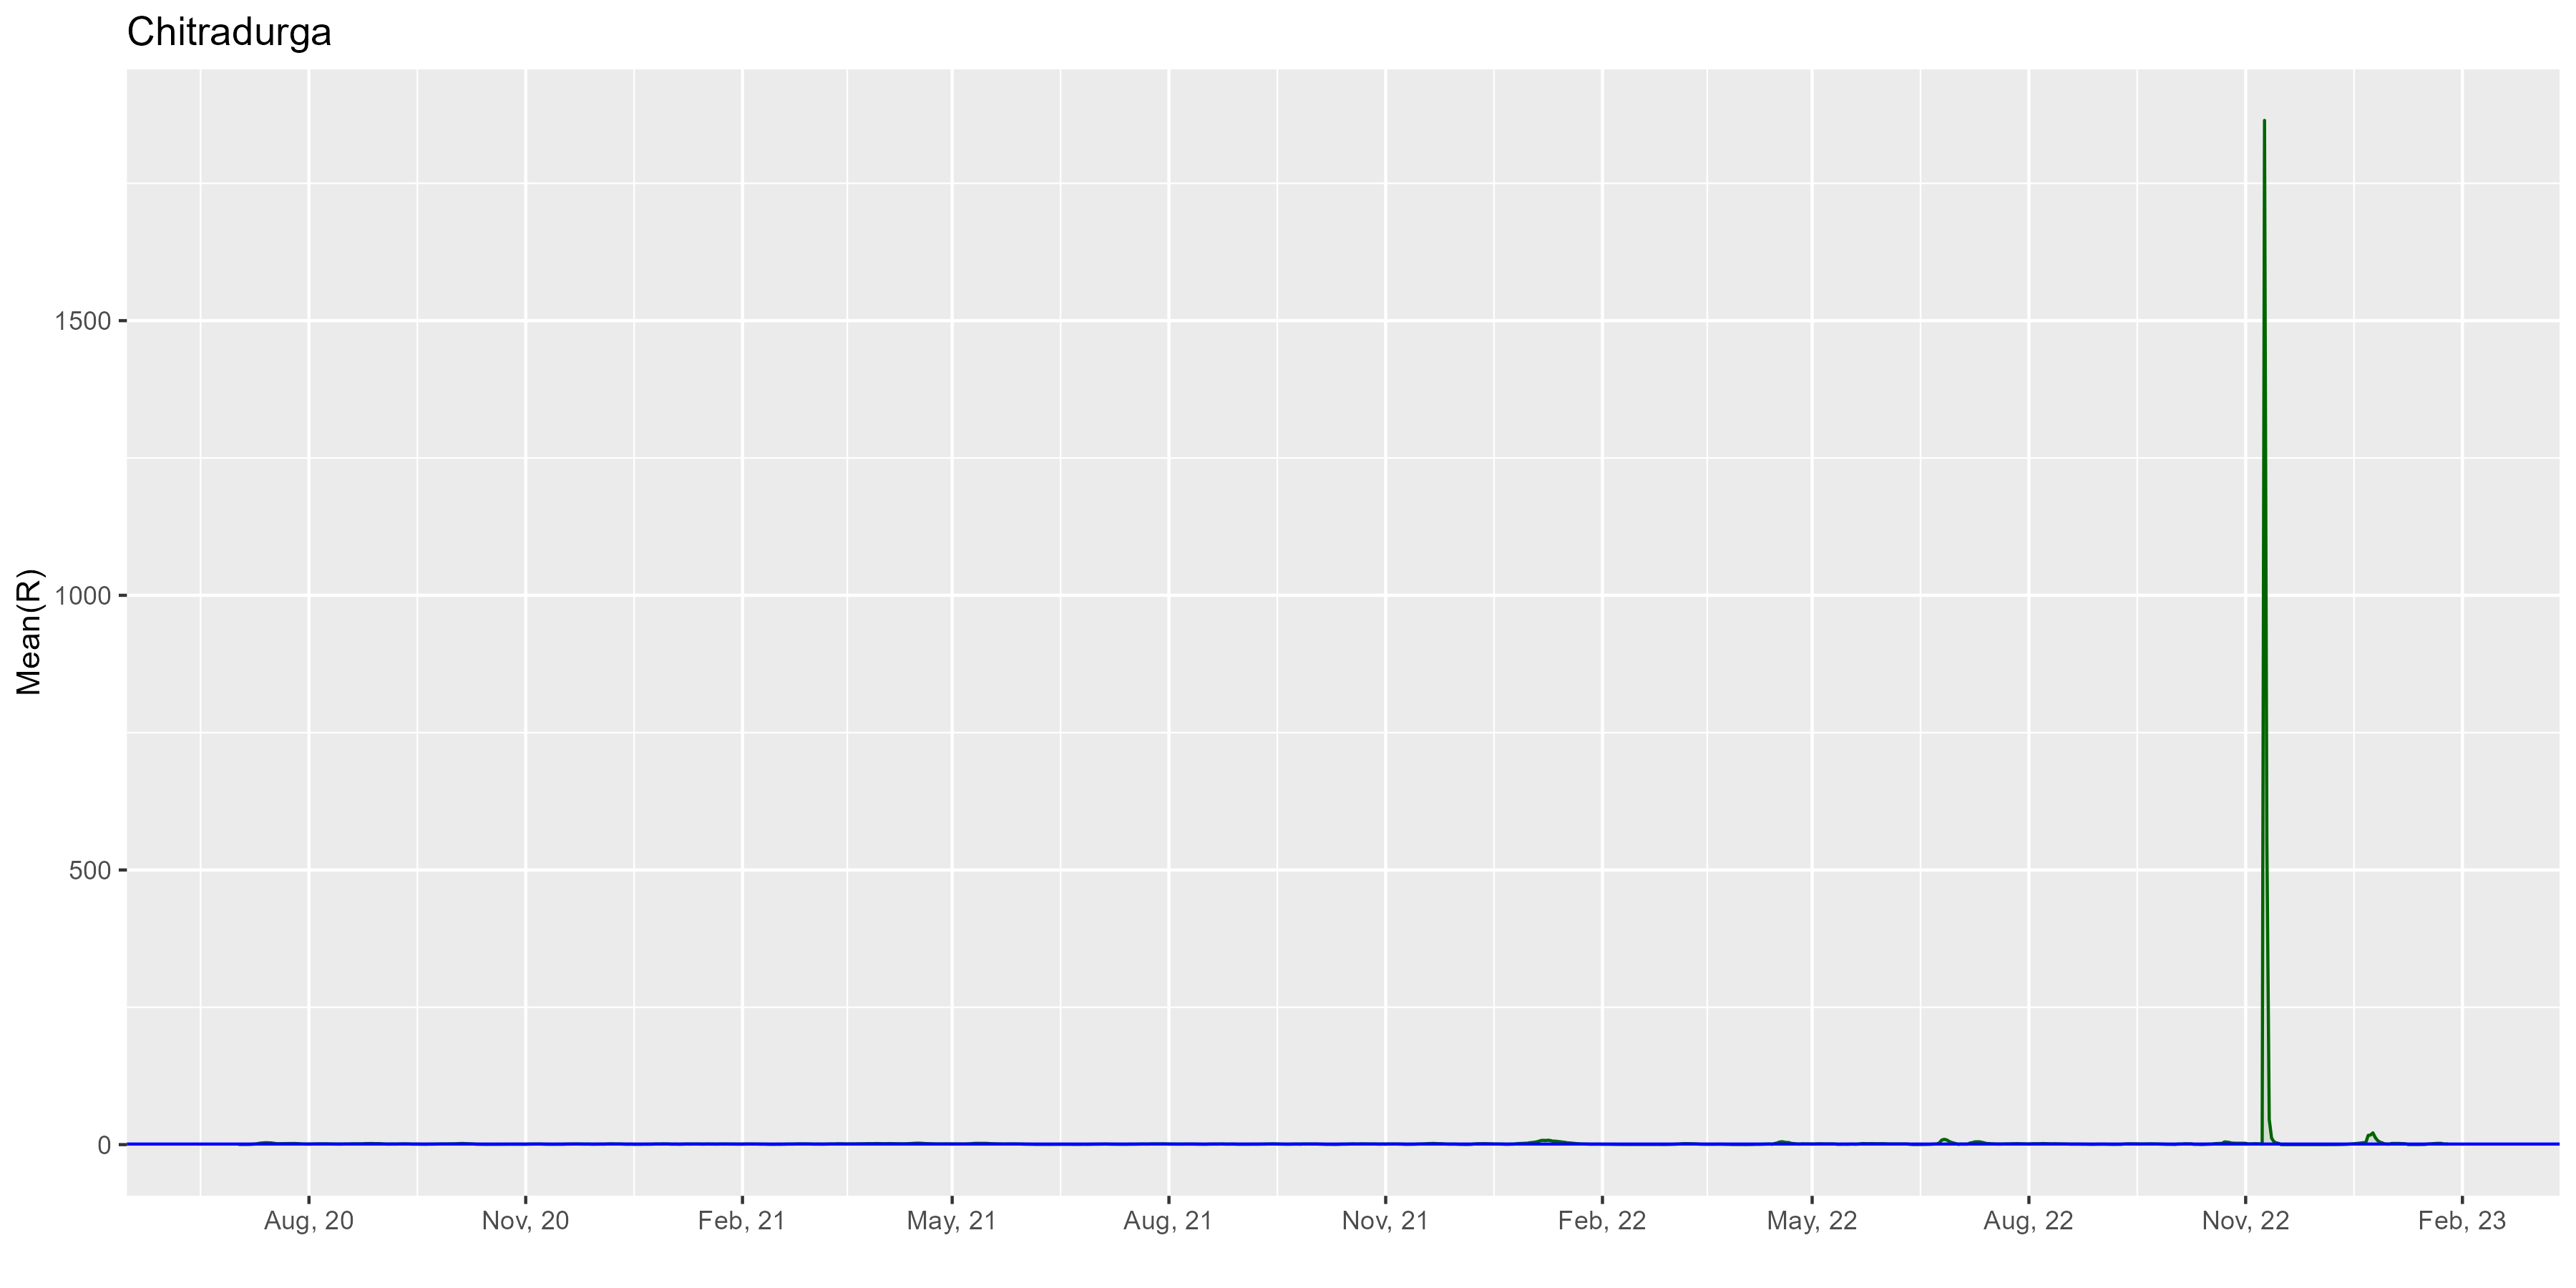 Chitradurga
Mean(R)
1500
1000
500
0
Aug, 20 Nov, 20 Feb, 21 May, 21 Aug, 21 Nov, 21 Feb, 22 May, 22 Aug, 22 Nov, 22 Feb, 23